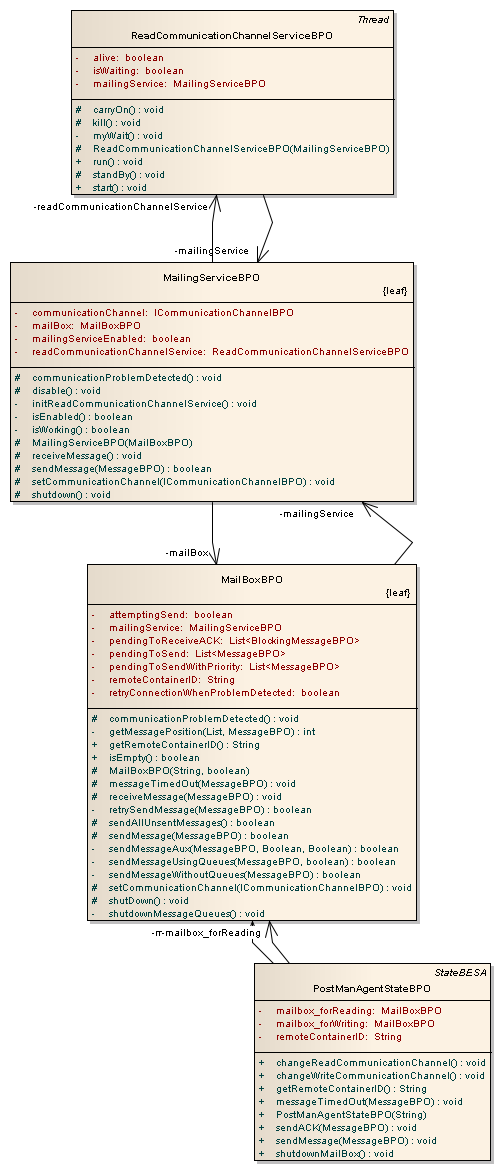 Thread
ReadCommunicationChannelServiceBPO
- alive: boolean
- isWaiting: boolean
- mailingService: MailingServiceBPO
# carryOn() : void
# kill() : void
- myWait() : void
# ReadCommunicationChannelServiceBPO(MailingServiceBPO)
+ run() : void
# standBy() : void
+ start() : void
-readCommunicationChannelService
-mailingService
MailingServiceBPO
{leaf}
- communicationChannel: ICommunicationChannelBPO
- mailBox: MailBoxBPO
- mailingServiceEnabled: boolean
- readCommunicationChannelService: ReadCommunicationChannelServiceBPO
# communicationProblemDetected() : void
# disable() : void
- initReadCommunicationChannelService() : void
- isEnabled() : boolean
- isWorking() : boolean
# MailingServiceBPO(MailBoxBPO)
# receiveMessage() : void
# sendMessage(MessageBPO) : boolean
# setCommunicationChannel(ICommunicationChannelBPO) : void
# shutdown() : void
-mailingService
-mailBox
MailBoxBPO
{leaf}
- attemptingSend: boolean
- mailingService: MailingServiceBPO
- pendingToReceiveACK: List<BlockingMessageBPO>
- pendingToSend: List<MessageBPO>
- pendingToSendWithPriority: List<MessageBPO>
- remoteContainerID: String
- retryConnectionWhenProblemDetected: boolean
# communicationProblemDetected() : void
- getMessagePosition(List, MessageBPO) : int
+ getRemoteContainerID() : String
+ isEmpty() : boolean
# MailBoxBPO(String, boolean)
# messageTimedOut(MessageBPO) : void
# receiveMessage(MessageBPO) : void
- retrySendMessage(MessageBPO) : boolean
# sendAllUnsentMessages() : boolean
# sendMessage(MessageBPO) : boolean
- sendMessageAux(MessageBPO, Boolean, Boolean) : boolean
- sendMessageUsingQueues(MessageBPO, boolean) : boolean
- sendMessageWithoutQueues(MessageBPO) : boolean
# setCommunicationChannel(ICommunicationChannelBPO) : void
# shutDown() : void
- shutdownMessageQueues() : void
-mailbox_forReading
StateBESA
PostManAgentStateBPO
- mailbox_forReading: MailBoxBPO
- mailbox_forWriting: MailBoxBPO
- remoteContainerID: String
+ changeReadCommunicationChannel() : void
+ changeWriteCommunicationChannel() : void
+ getRemoteContainerID() : String
+ messageTimedOut(MessageBPO) : void
+ PostManAgentStateBPO(String)
+ sendACK(MessageBPO) : void
+ sendMessage(MessageBPO) : void
+ shutdownMailBox() : void